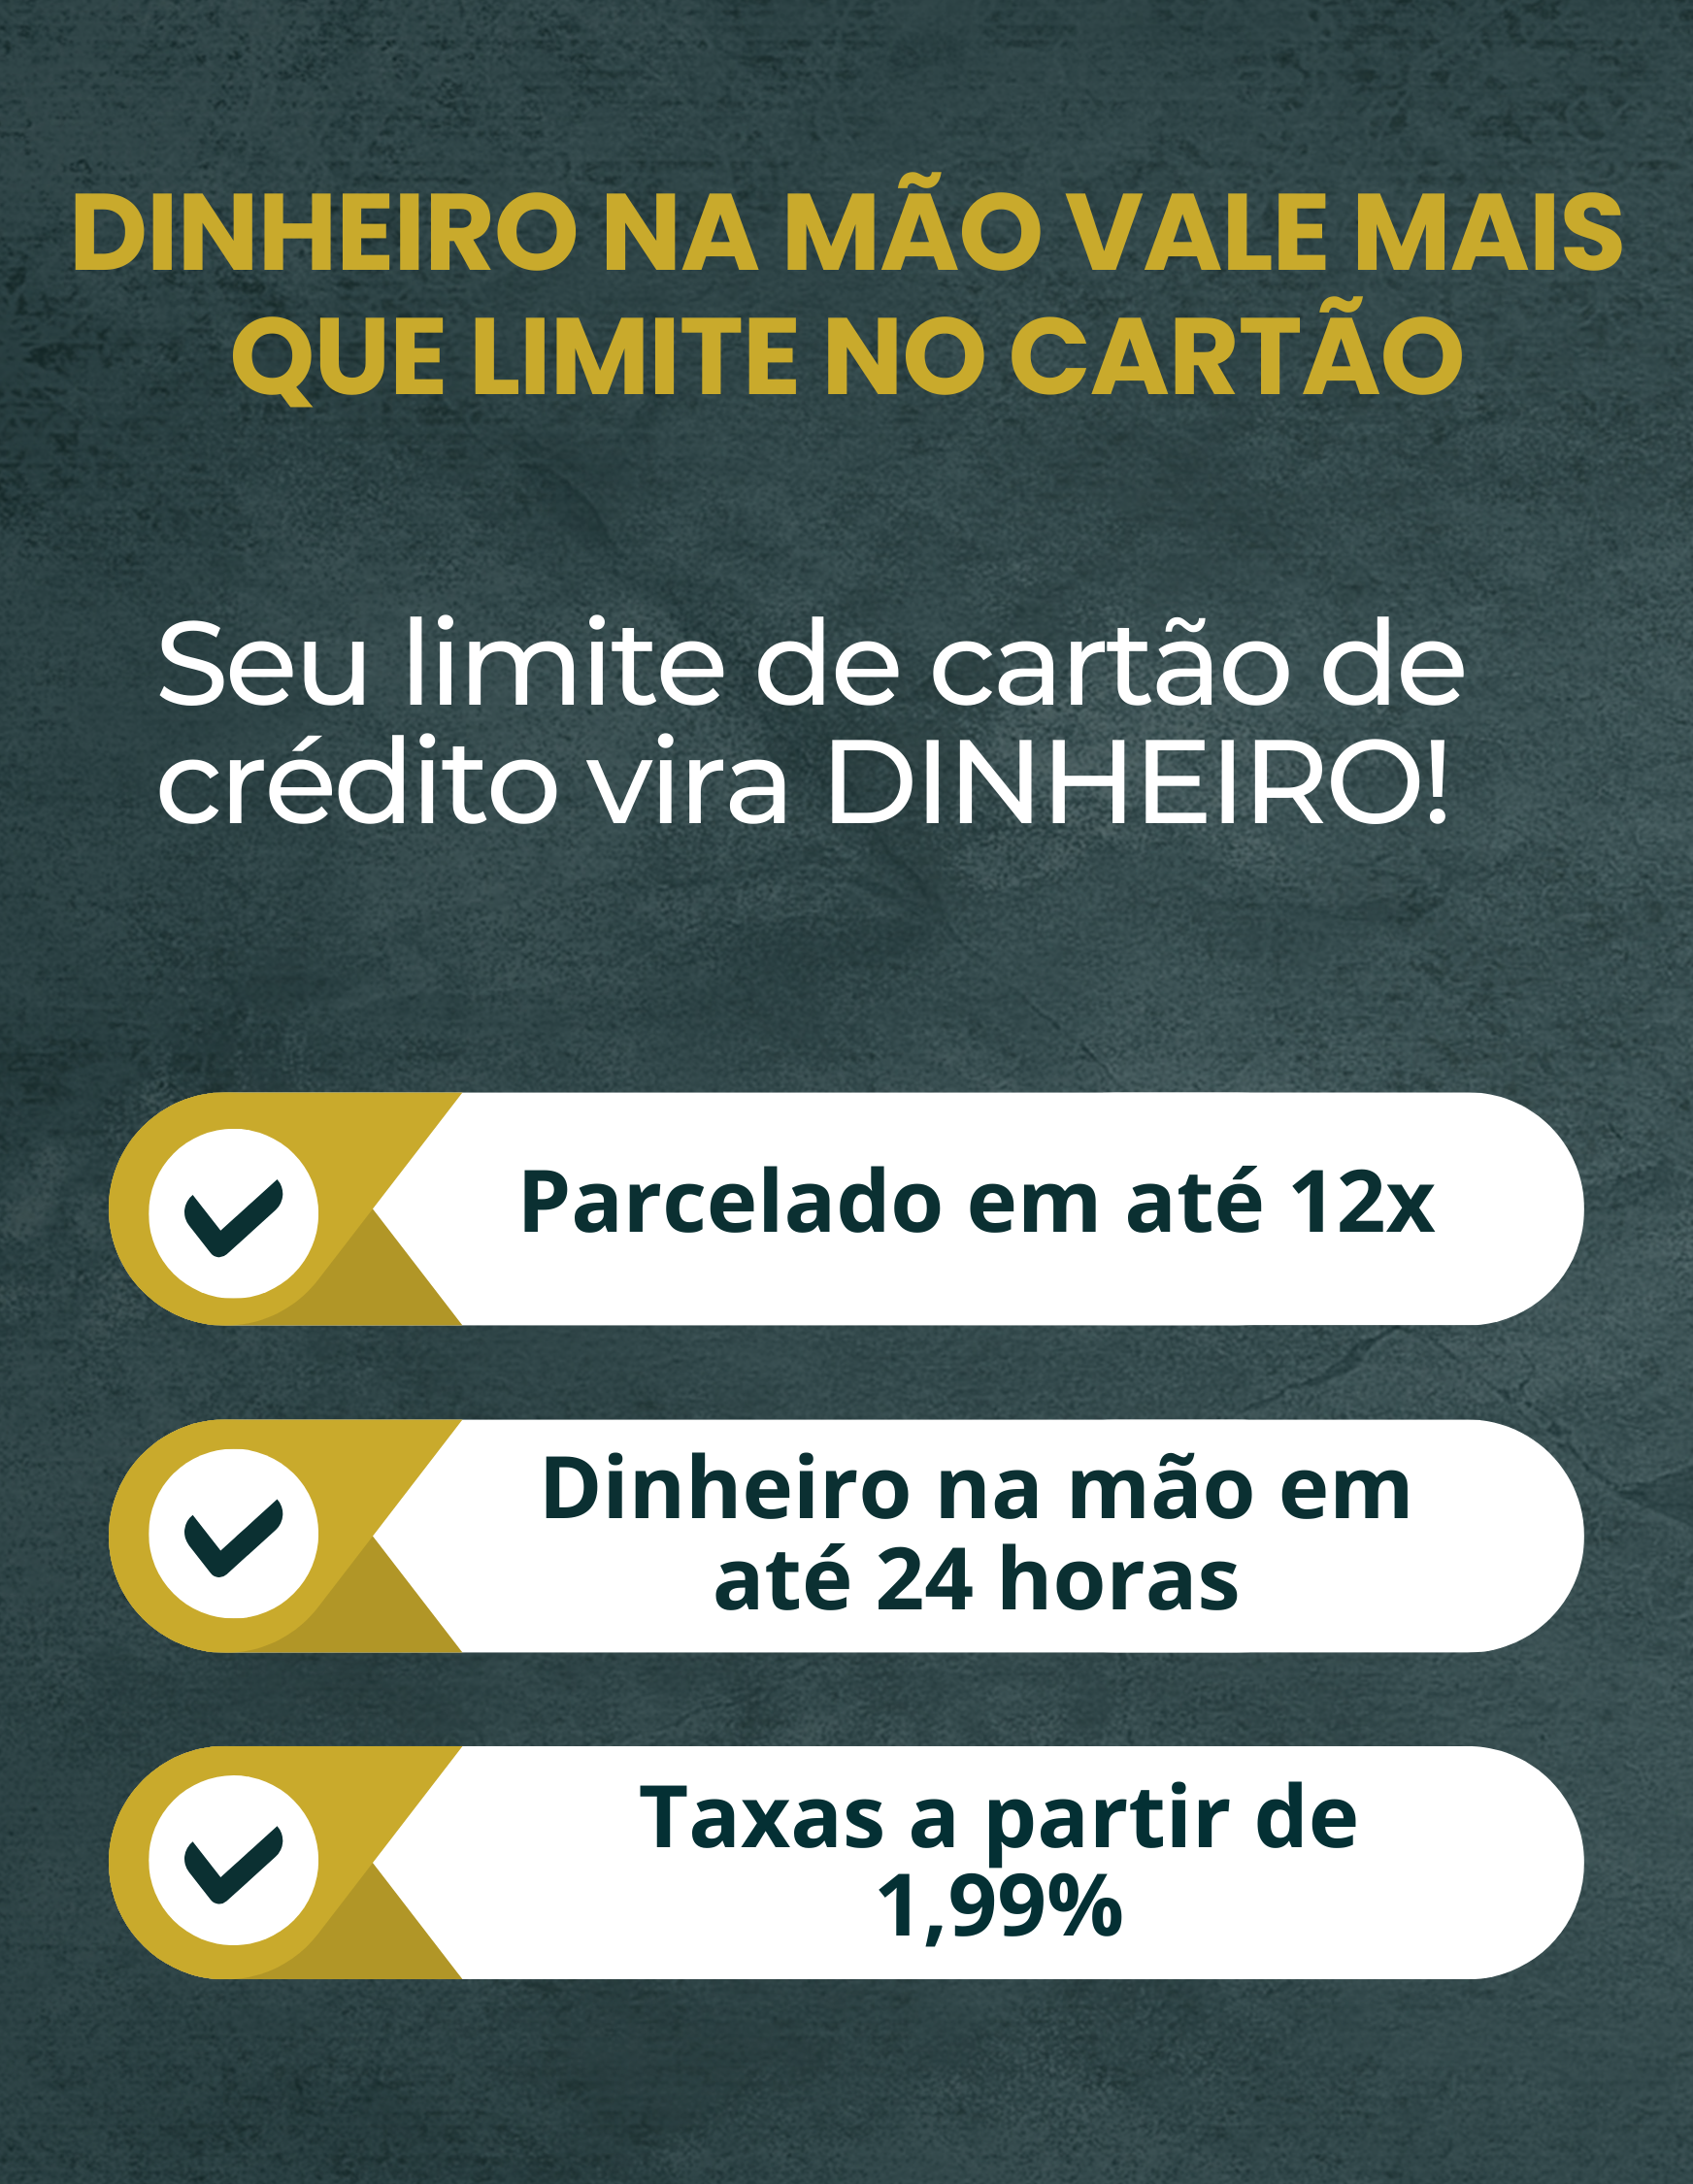 DINHEIRO NA MÃO VALE MAIS
QUE LIMITE NO CARTÃO
Seu limite de cartão de
crédito vira DINHEIRO!
Parcelado em até 12x
Dinheiro na mão em
até 24 horas
Taxas a partir de
1,99%